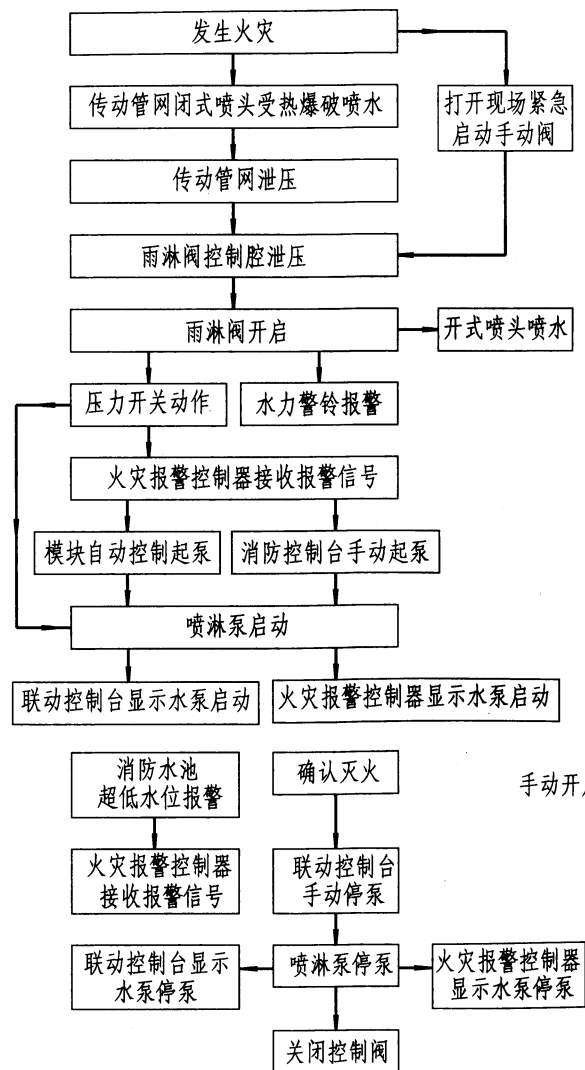 发生火灾
传动管网闭式喷头受热爆破喷水
打开现场紧急
启动手动阀
传动管网泄压
雨淋阀控制腔泄压
雨淋阀开启
开式喷头喷水
压力开关动作
水力警铃报警
火灾报警控制器接收报警信号
模块自动控制起泵
消防控制台手动起泵
喷淋泵启动
联动控制台显示水泵启动
火灾报警控制器显示水泵启动
消防水池
超低水位报警
确认灭火
手动开
火灾报警控制器
接收报警信号
联动控制台
手动停泵
联动控制台显示
水泵停泵
喷淋泵停泵
火灾报警控制器
显示水泵停泵
关闭控制阀